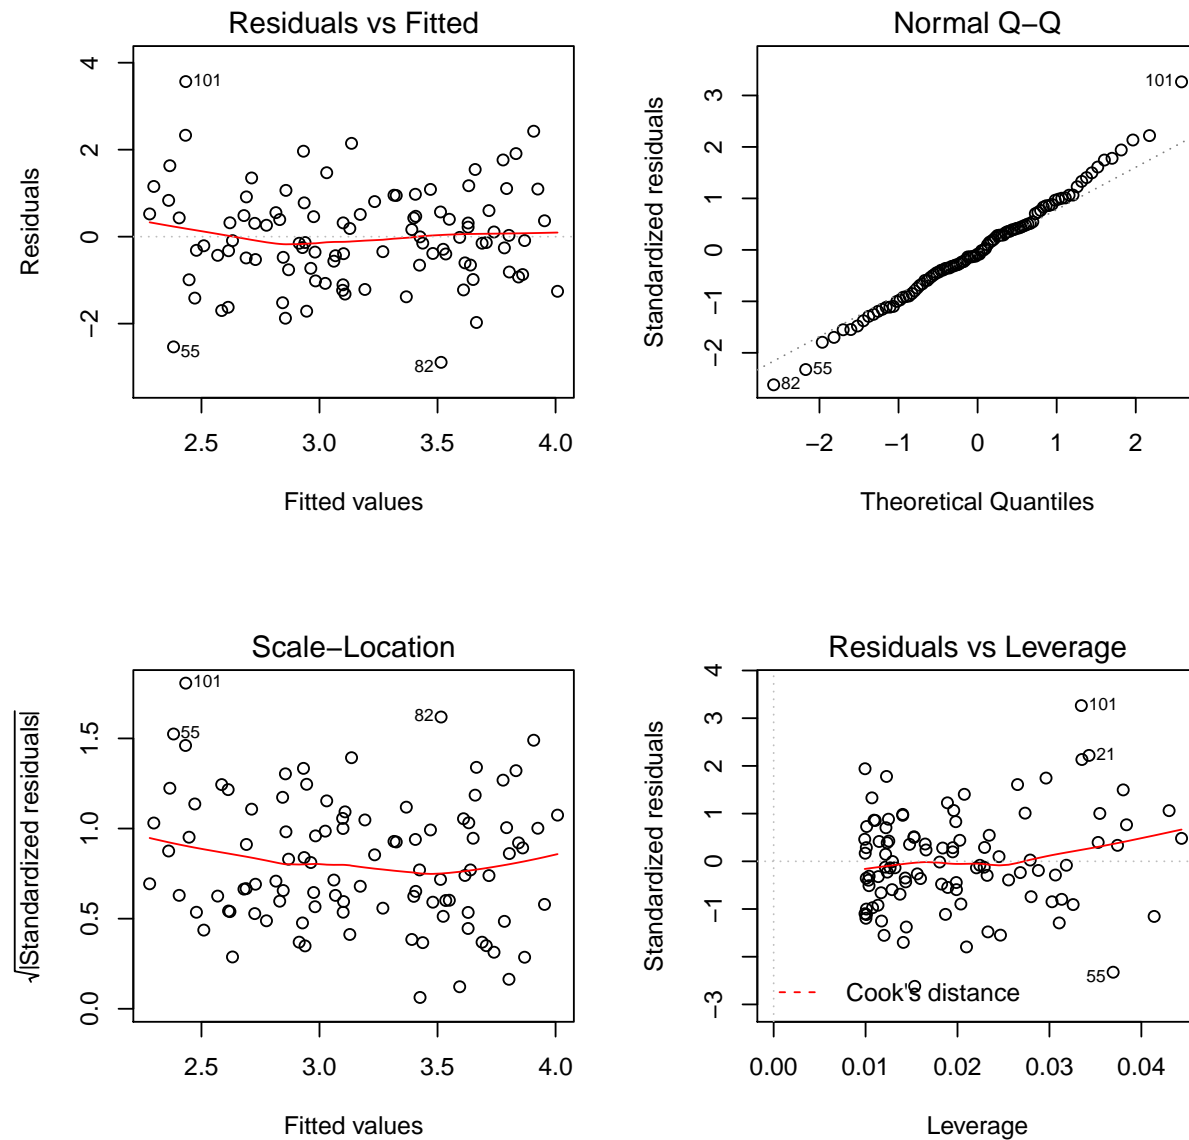 Residuals vs Fitted
4
2
0
−2
Residuals
101
55
82
2.5 3.0 3.5 4.0
Fitted values
Normal Q−Q
3
2
1
0
−1
−2
Standardized residuals
101
55
82
−2 −1 0 1 2
Theoretical Quantiles
Scale−Location
1.5
1.0
0.5
0.0
√|Standardized residuals|
101
82
55
2.5 3.0 3.5 4.0
Fitted values
Residuals vs Leverage
4
3
2
1
0
−1
−2
−3
Standardized residuals
101
21
55
Cook's distance
0.00 0.01 0.02 0.03 0.04
Leverage